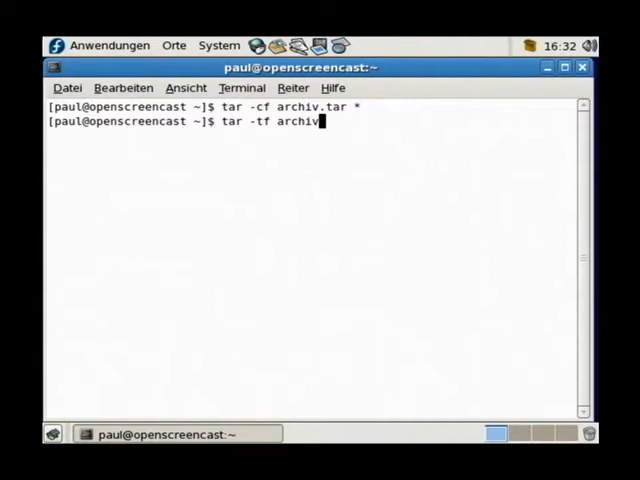 Anwendungen Orte System 16:32
paul@openscreencast:~
Datei Bearbeiten Ansicht Terminal Reiter Hilfe
[paul@openscreencast ~]$ tar -cf archiv.tar *
[paul@openscreencast ~]$ tar -tf archiv
paul@openscreencast:~